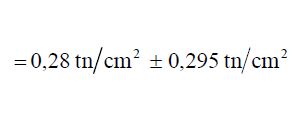 = 0,28 tn/cm² ± 0,295 tn/cm²